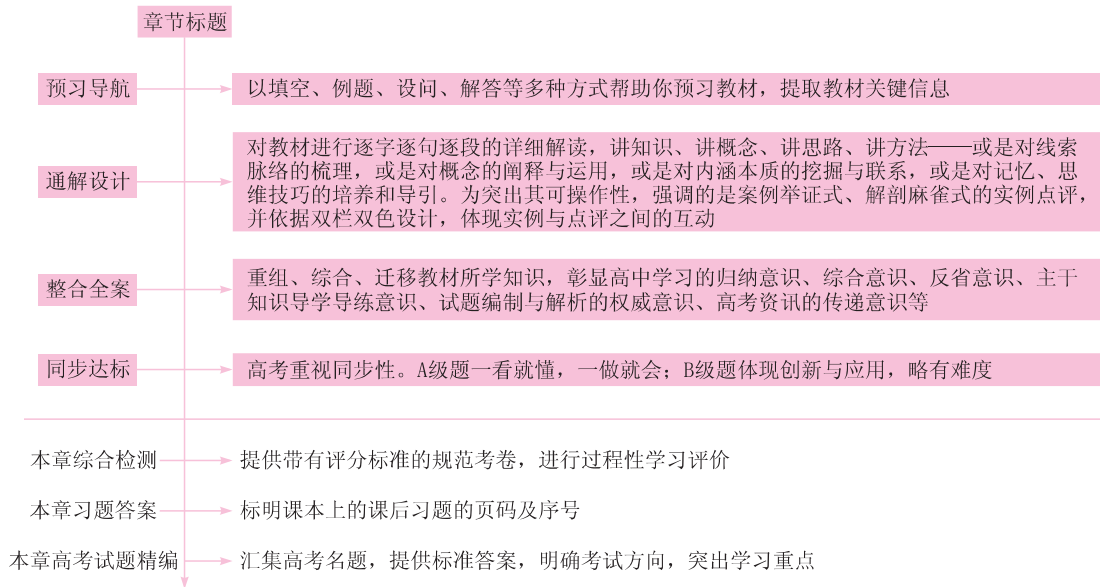 章节标题
预习导航
以填空、例题、设问、解答等多种方式帮助你预习教材，提取教材关键信息
通解设计
对教材进行逐字逐句逐段的详细解读，讲知识、讲概念、讲思路、讲方法——或是对线索
脉络的梳理，或是对概念的阐释与运用，或是对内涵本质的挖掘与联系，或是对记忆、思
维技巧的培养和导引。为突出其可操作性，强调的是案例举证式、解剖麻雀式的实例点评，
并依据双栏双色设计，体现实例与点评之间的互动
整合全案
重组、综合、迁移教材所学知识，彰显高中学习的归纳意识、综合意识、反省意识、主干
知识导学导练意识、试题编制与解析的权威意识、高考资讯的传递意识等
同步达标
高考重视同步性。A级题一看就懂，一做就会；B级题体现创新与应用，略有难度
本章综合检测
提供带有评分标准的规范考卷，进行过程性学习评价
本章习题答案
标明课本上的课后习题的页码及序号
本章高考试题精编
汇集高考名题，提供标准答案，明确考试方向，突出学习重点